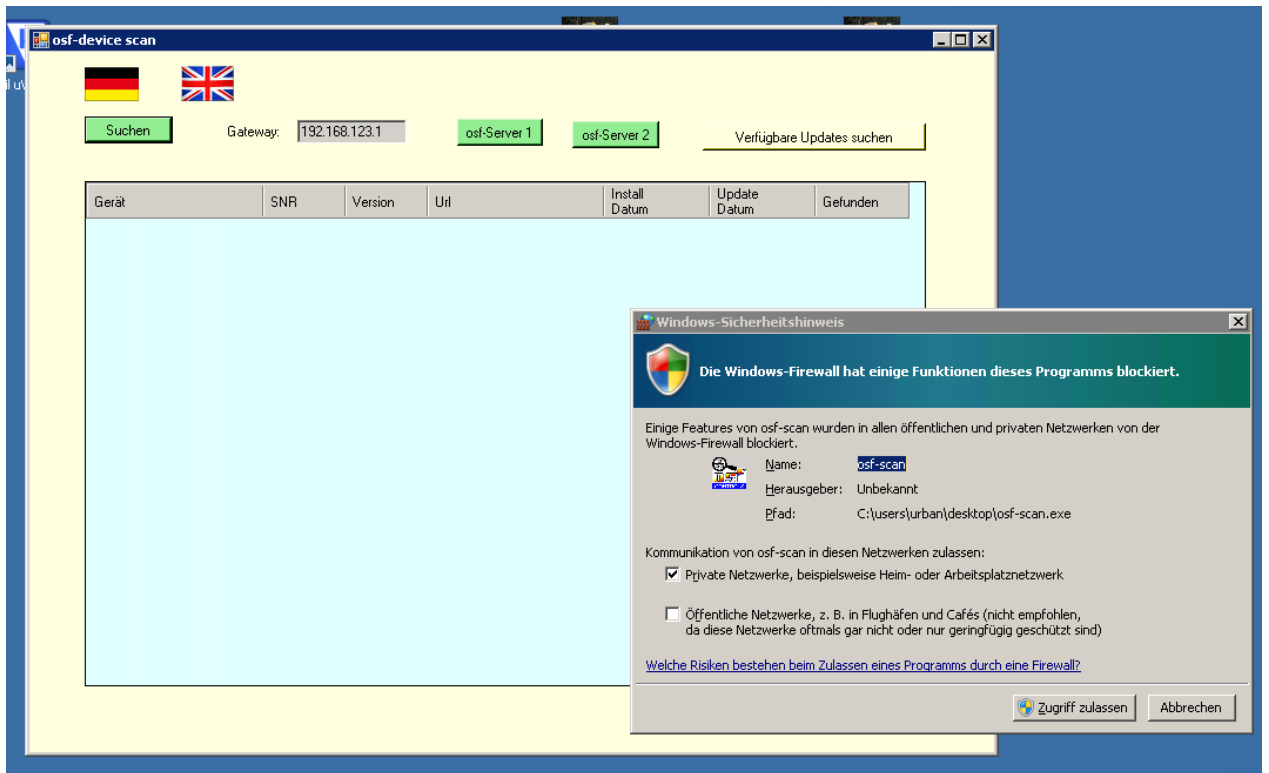 osf-device scan
Suchen
Gateway:
192.168.123.1
osf-Server 1
osf-Server 2
Verfügbare Updates suchen
Gerät
SNR
Version
Url
Install
Datum
Update
Datum
Gefunden
Windows-Sicherheitshinweis
Die Windows-Firewall hat einige Funktionen dieses Programms blockiert.
Einige Features von osf-scan wurden in allen öffentlichen und privaten Netzwerken von der
Windows-Firewall blockiert.
Name: osf-scan
Herausgeber: Unbekannt
Pfad: C:\users\urban\desktop\osf-scan.exe
Kommunikation von osf-scan in diesen Netzwerken zulassen:
Private Netzwerke, beispielsweise Heim- oder Arbeitsplatznetzwerk
Öffentliche Netzwerke, z. B. in Flughäfen und Cafés (nicht empfohlen,
da diese Netzwerke oftmals gar nicht oder nur geringfügig geschützt sind)
Welche Risiken bestehen beim Zulassen eines Programms durch eine Firewall?
Zugriff zulassen
Abbrechen